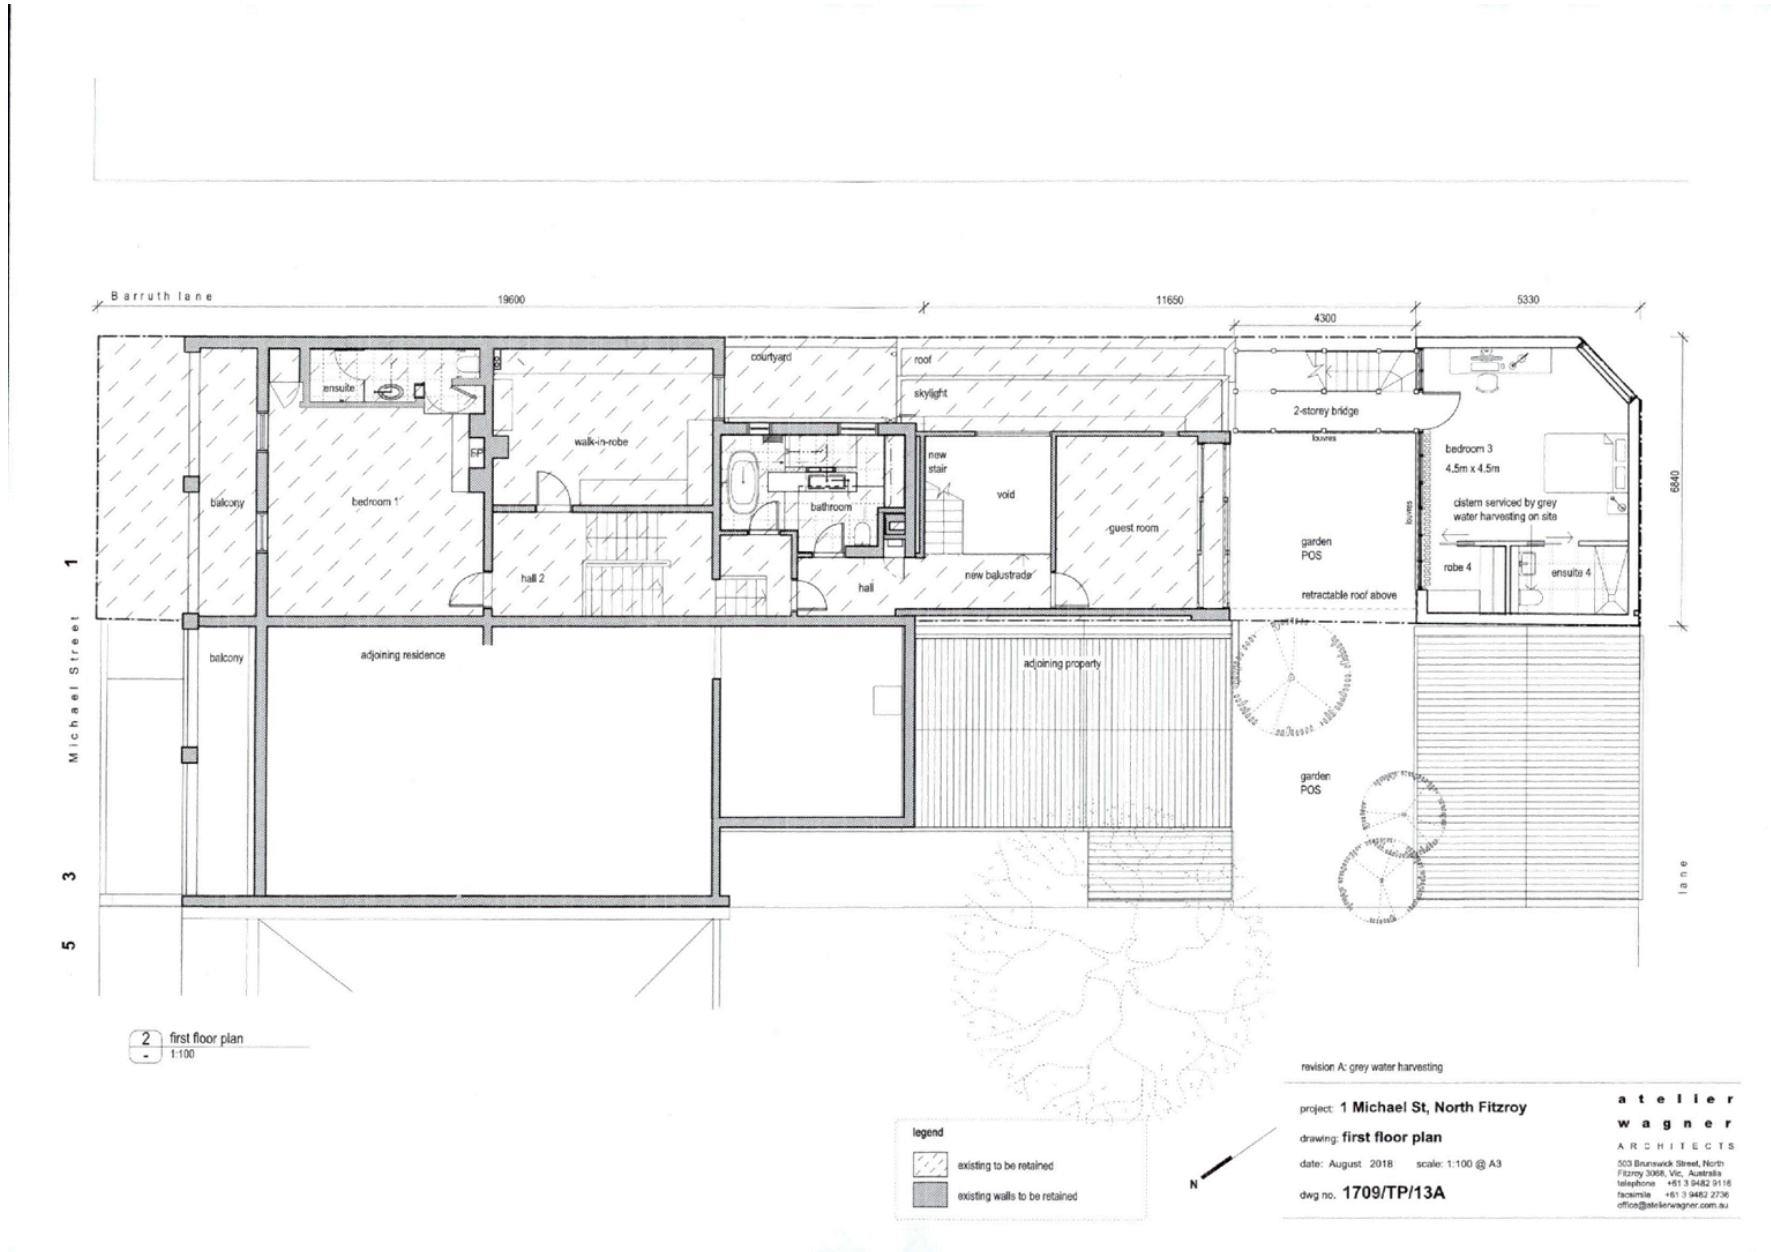 Barruth lane
19600
11650
5330
4300
courtyard
roof
skylight
ensuite
walk-in-robe
FP
balcony
bedroom 1
bathroom
new
stair
void
guest room
2-storey bridge
louvres
bedroom 3
4.5m x 4.5m
cistern serviced by grey
water harvesting on site
louvres
6840
garden
POS
hall 2
hall
new balustrade
robe 4
ensuite 4
retractable roof above
1
Michael Street
balcony
adjoining residence
adjoining property
garden
POS
3
lane
5
2
-
first floor plan
1:100
legend
existing to be retained
existing walls to be retained
N
revision A: grey water harvesting
project: 1 Michael St, North Fitzroy
drawing: first floor plan
date: August 2018 scale: 1:100 @ A3
dwg no. 1709/TP/13A
atelier
wagner
ARCHITECTS
503 Brunswick Street, North
Fitzroy 3068, Vic, Australia
telephone +61 3 9482 9116
facsimile +61 3 9482 2736
office@atelierwagner.com.au